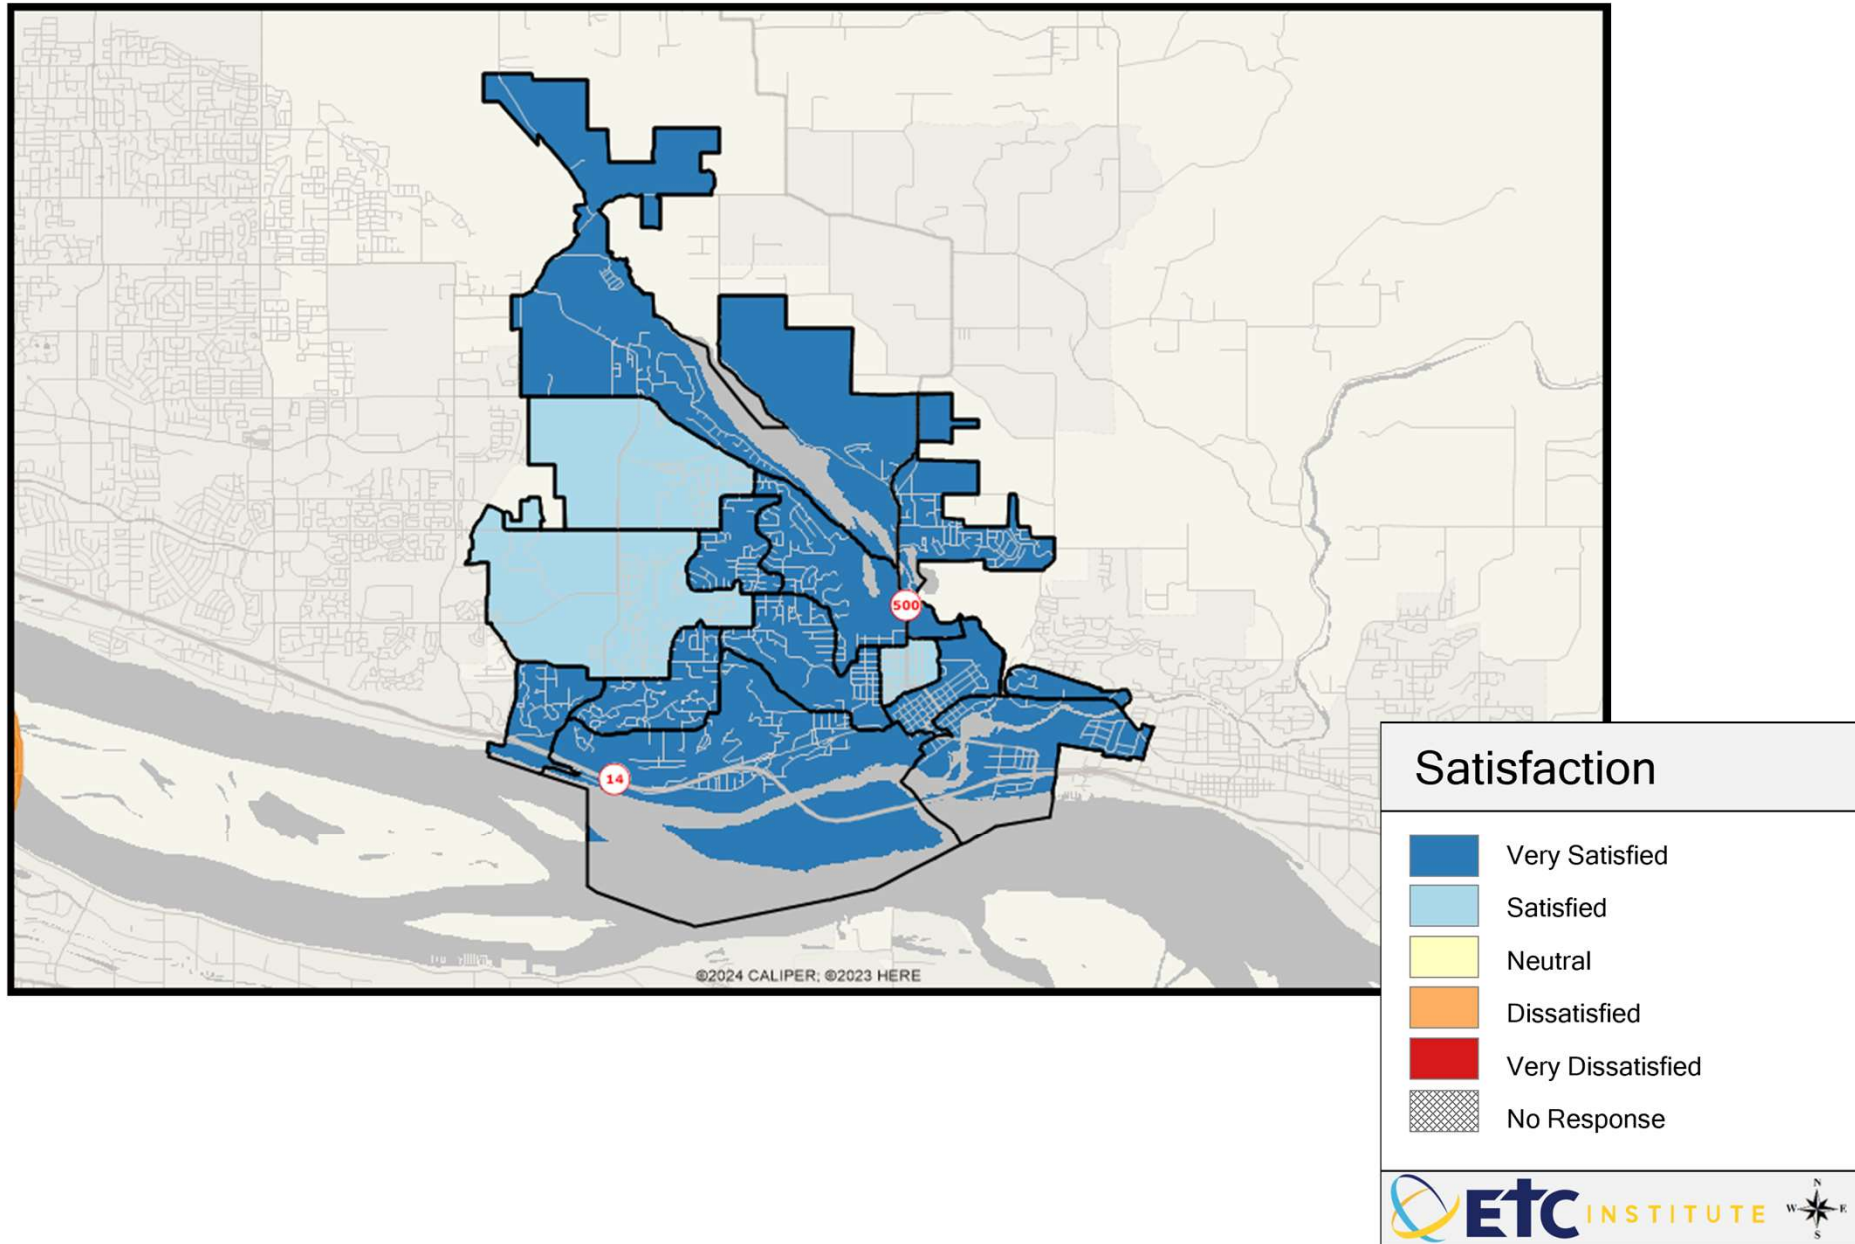 500
14
©2024 CALIPER; ©2023 HERE
Satisfaction
Very Satisfied
Satisfied
Neutral
Dissatisfied
Very Dissatisfied
No Response
ETC INSTITUTE
N
W E
S